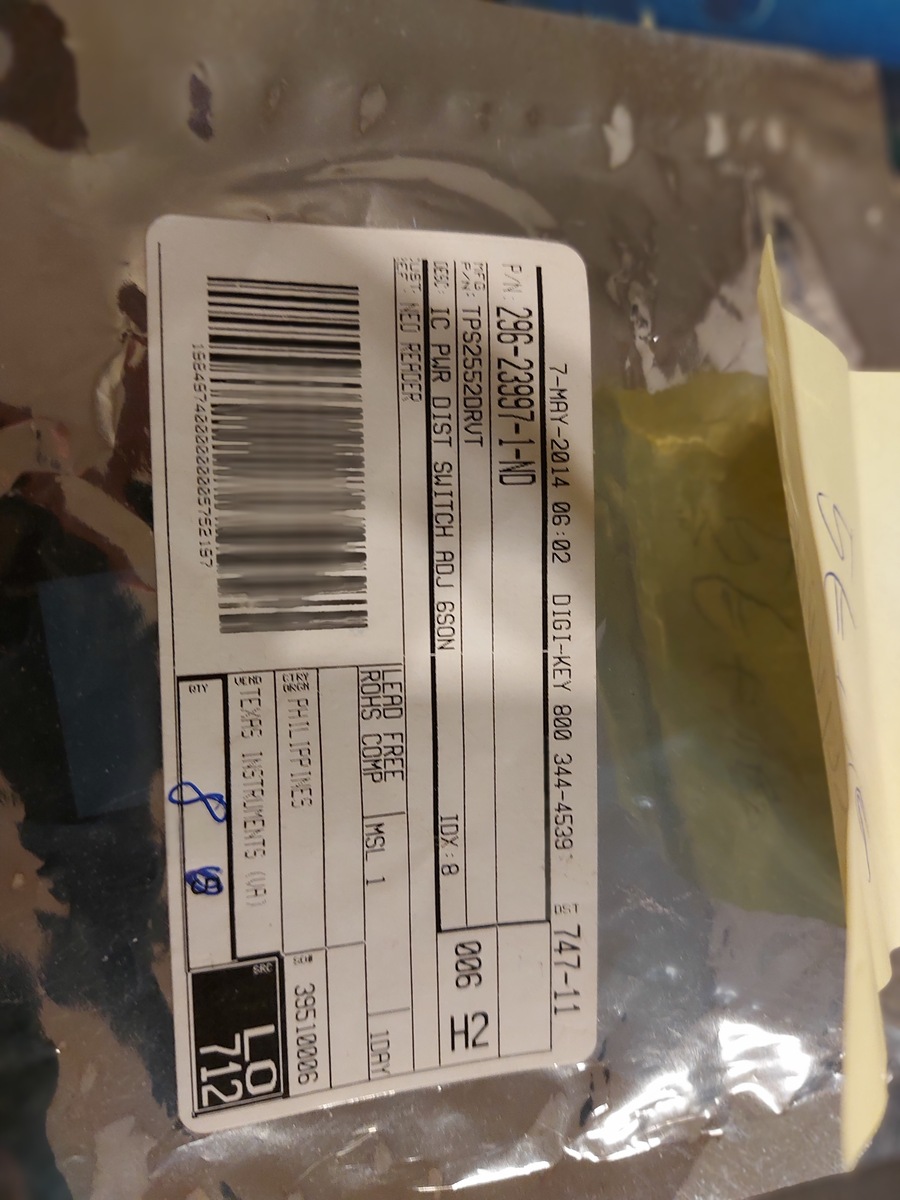 7-MAY-2014 06:02 DIGI-KEY 800 344-4539
DST 747-11
P/N: 296-23997-1-ND
MFG P/N: TPS2552DRVT
DESC: IC PWR DIST SWITCH ADJ 6SON
IDX:8
006 H2
CUST REF: NEO READER
LEAD FREE
ROHS COMP
MSL 1
1DAY
CTRY ORGN PHILIPPINES
SO# 39510006
VEND TEXAS INSTRUMENTS (VA)
QTY 8
SRC LO
712